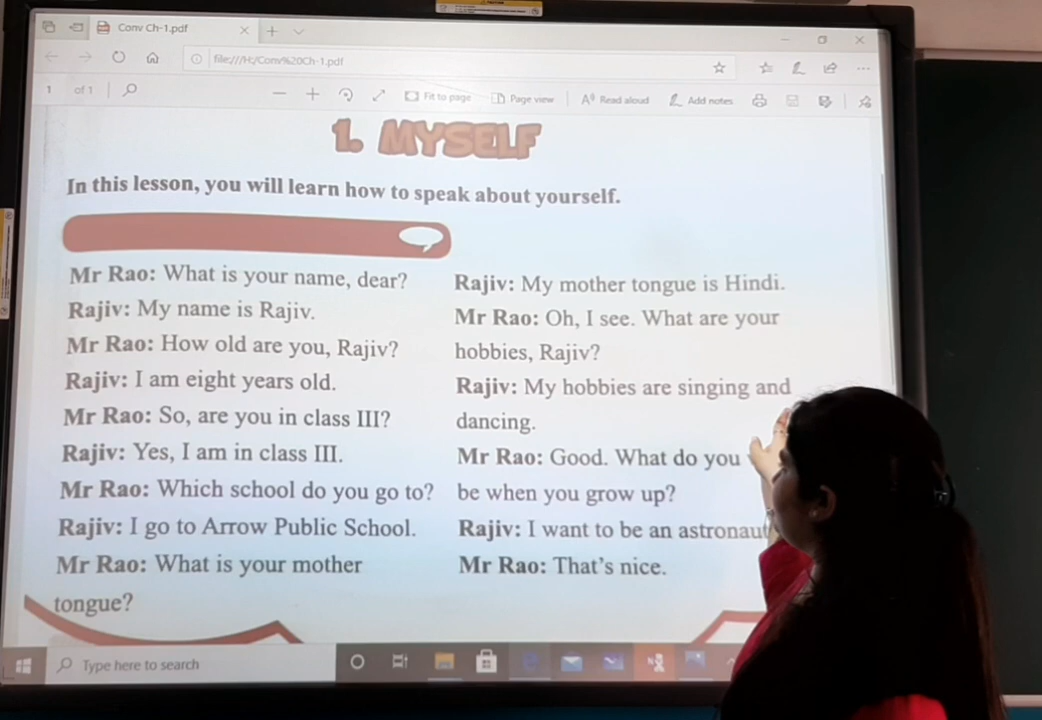 Conv Ch-1.pdf
file:///H:/Conv%20Ch-1.pdf
1 of 1
Fit to page
Page view
Read aloud
Add notes
1. MYSELF
In this lesson, you will learn how to speak about yourself.
Mr Rao: What is your name, dear?
Rajiv: My name is Rajiv.
Mr Rao: How old are you, Rajiv?
Rajiv: I am eight years old.
Mr Rao: So, are you in class III?
Rajiv: Yes, I am in class III.
Mr Rao: Which school do you go to?
Rajiv: I go to Arrow Public School.
Mr Rao: What is your mother
tongue?
Rajiv: My mother tongue is Hindi.
Mr Rao: Oh, I see. What are your
hobbies, Rajiv?
Rajiv: My hobbies are singing and
dancing.
Mr Rao: Good. What do you
be when you grow up?
Rajiv: I want to be an astronau
Mr Rao: That's nice.
Type here to search